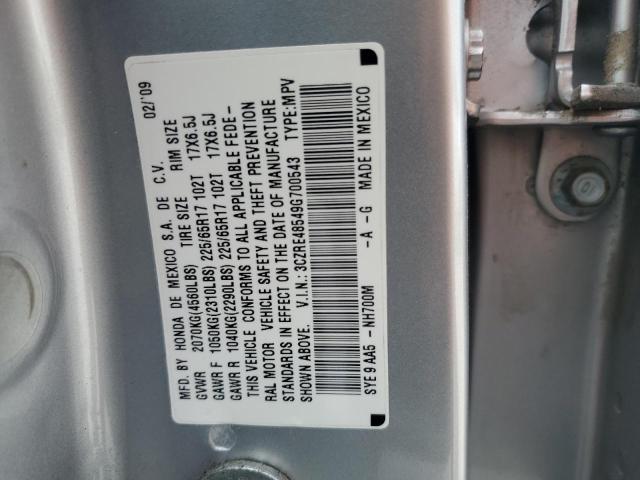 MFD. BY HONDA DE MEXICO S.A. DE C.V. 02/'09
GVWR 2070KG(4560LBS) TIRE SIZE RIM SIZE
GAWR F 1050KG(2310LBS) 225/65R17 102T 17X6.5J
GAWR R 1040KG(2290LBS) 225/65R17 102T 17X6.5J
THIS VEHICLE CONFORMS TO ALL APPLICABLE FEDE-
RAL MOTOR VEHICLE SAFETY AND THEFT PREVENTION
STANDARDS IN EFFECT ON THE DATE OF MANUFACTURE
SHOWN ABOVE. V.I.N.: 3CZRE48549G700543 TYPE:MPV
SYE 9 AA5 -NH700M -A -G MADE IN MEXICO